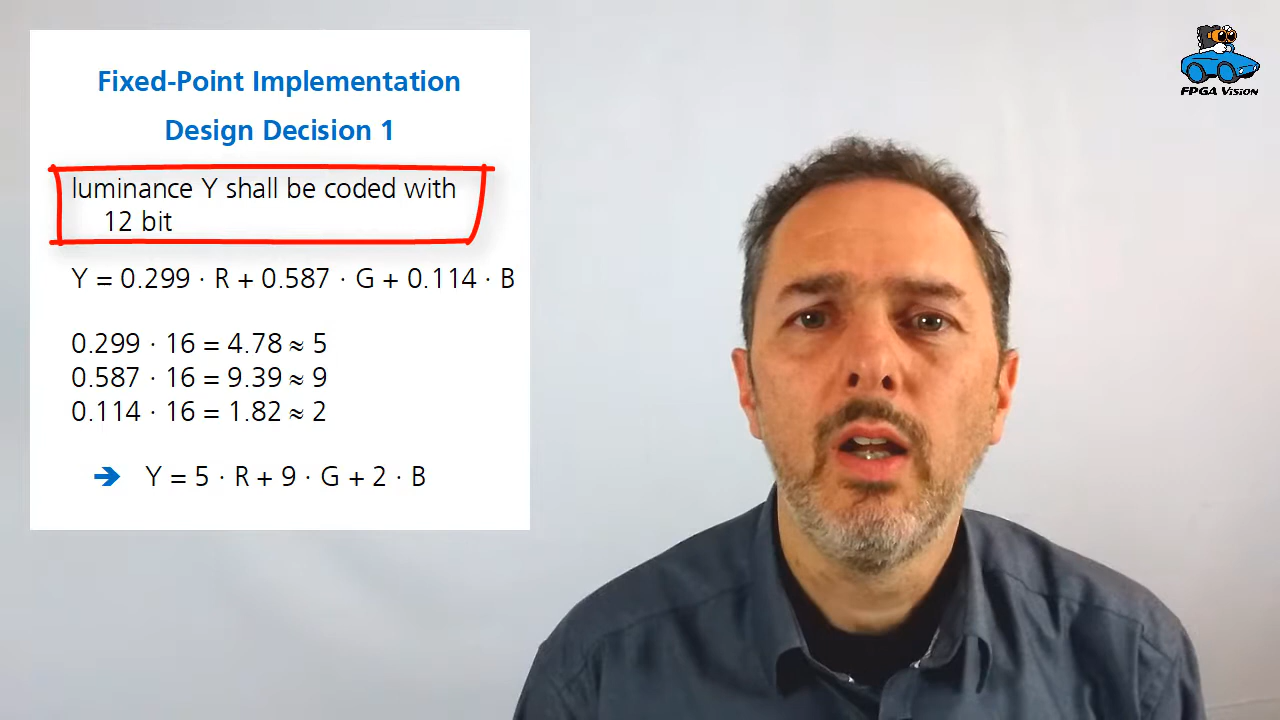 Fixed-Point Implementation
Design Decision 1
luminance Y shall be coded with
12 bit
Y = 0.299 · R + 0.587 · G + 0.114 · B
0.299 · 16 = 4.78 ≈ 5
0.587 · 16 = 9.39 ≈ 9
0.114 · 16 = 1.82 ≈ 2
➔ Y = 5 · R + 9 · G + 2 · B
FPGA Vision